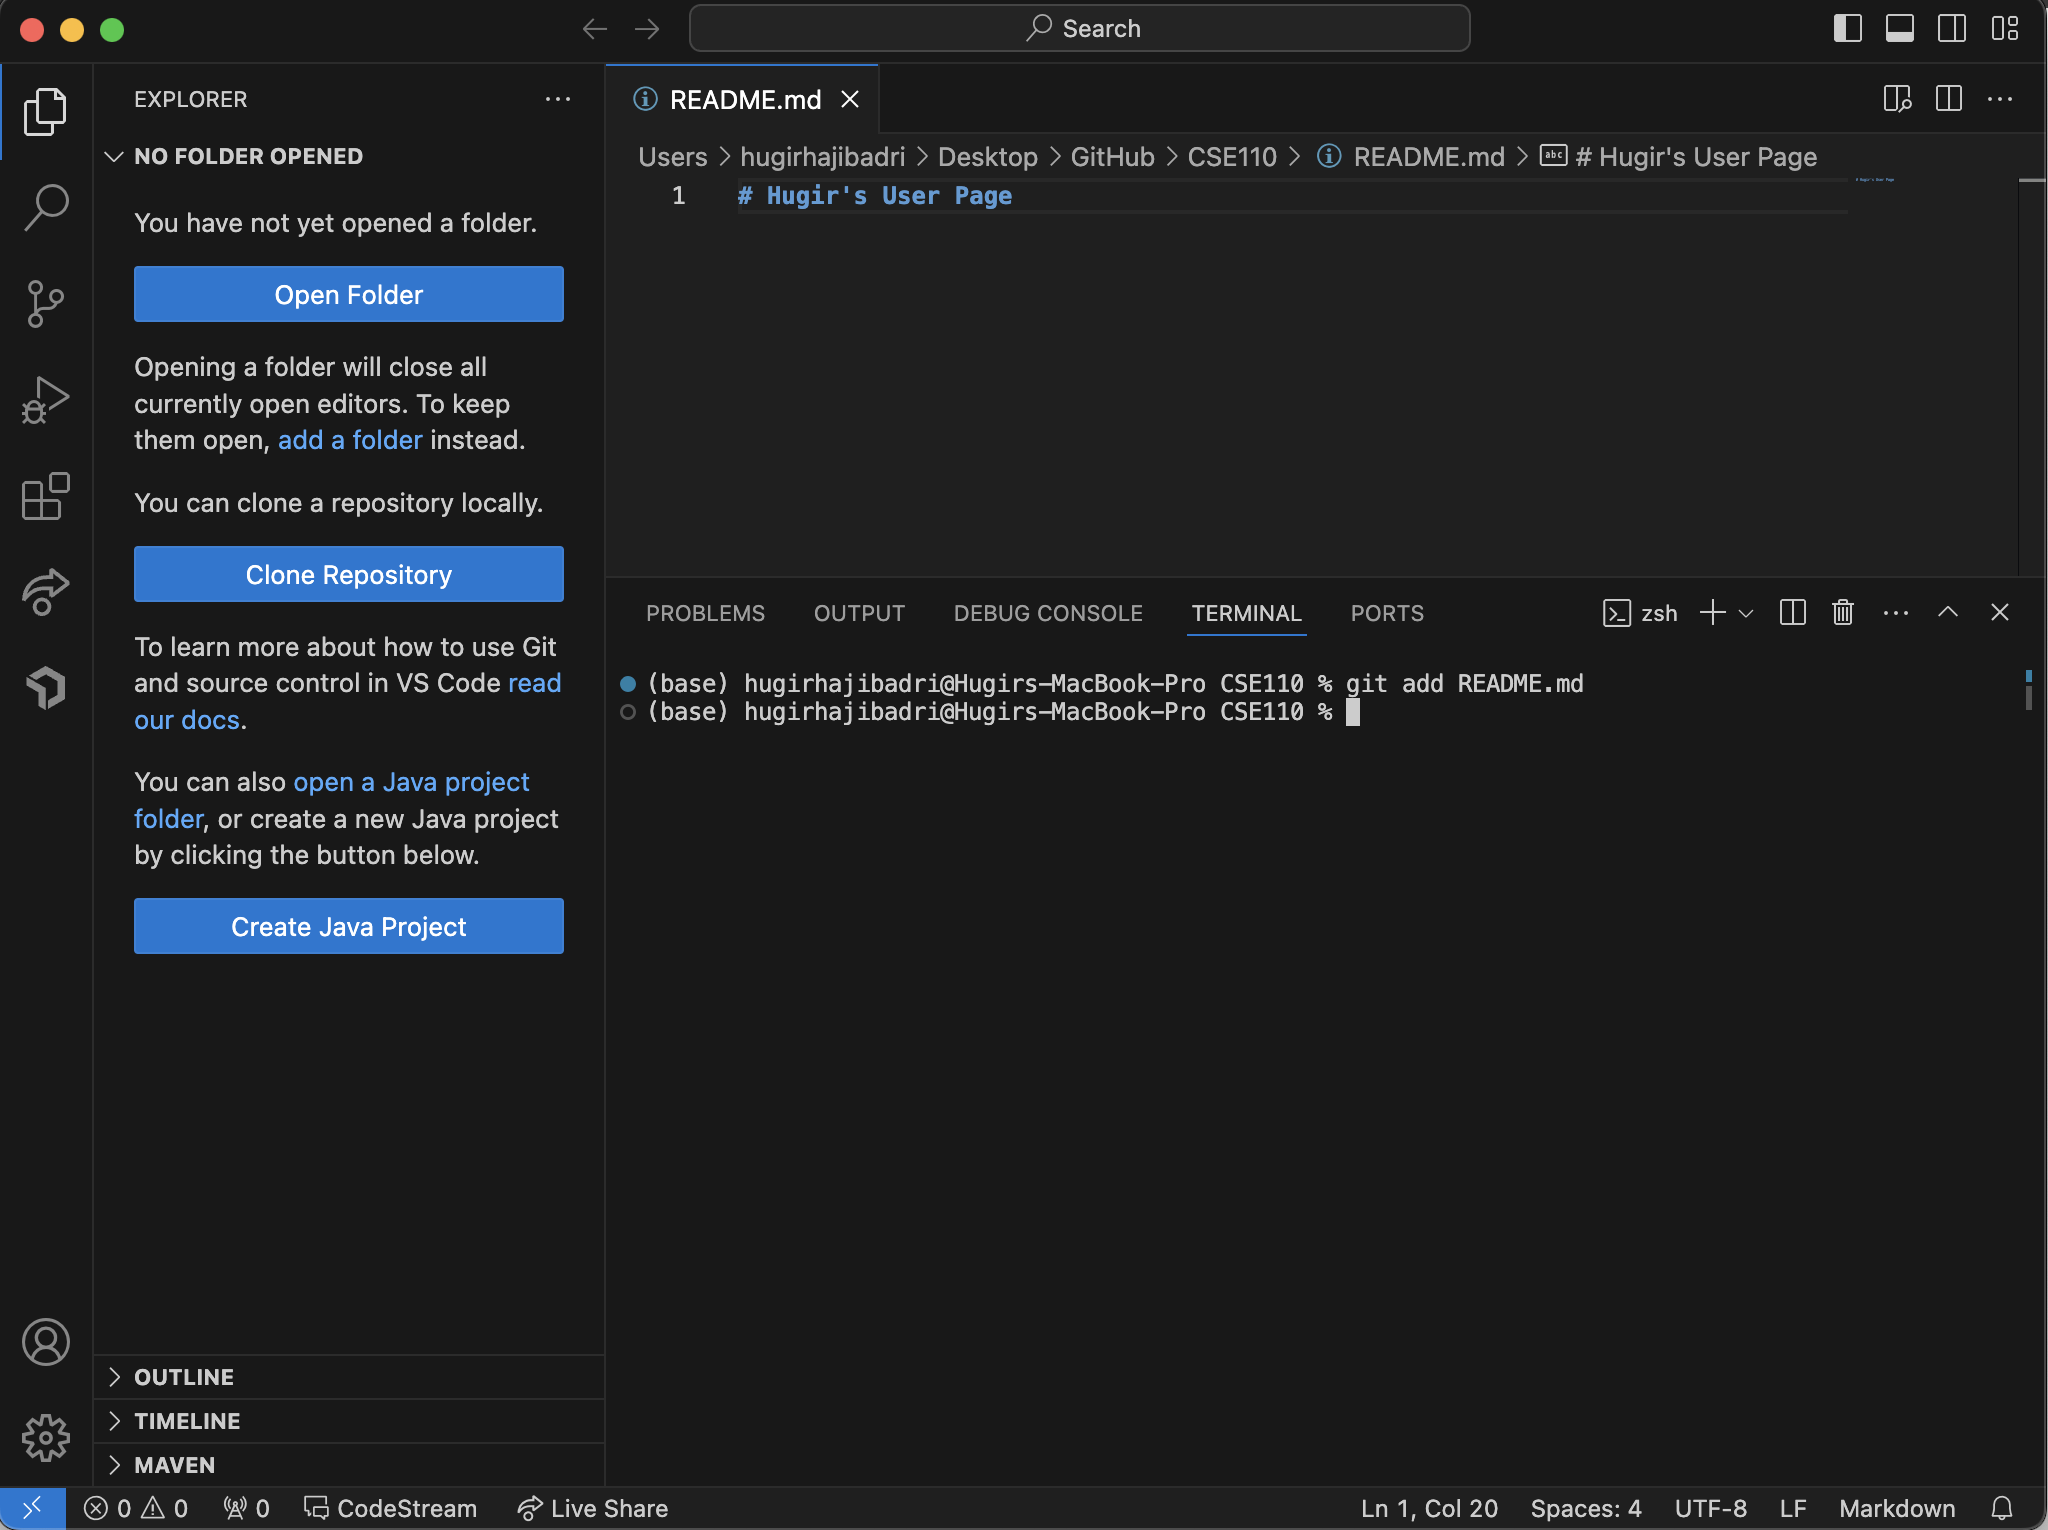 Search
EXPLORER
NO FOLDER OPENED
You have not yet opened a folder.
Open Folder
Opening a folder will close all
currently open editors. To keep
them open, add a folder instead.
You can clone a repository locally.
Clone Repository
To learn more about how to use Git
and source control in VS Code read
our docs.
You can also open a Java project
folder, or create a new Java project
by clicking the button below.
Create Java Project
OUTLINE
TIMELINE
MAVEN
README.md
Users > hugirhajibadri > Desktop > GitHub > CSE110 > README.md > abc # Hugir's User Page
1 # Hugir's User Page
# Hugir's User Page
PROBLEMS OUTPUT DEBUG CONSOLE TERMINAL PORTS zsh
(base) hugirhajibadri@Hugirs-MacBook-Pro CSE110 % git add README.md
(base) hugirhajibadri@Hugirs-MacBook-Pro CSE110 %
0 0 0 CodeStream Live Share Ln 1, Col 20 Spaces: 4 UTF-8 LF Markdown